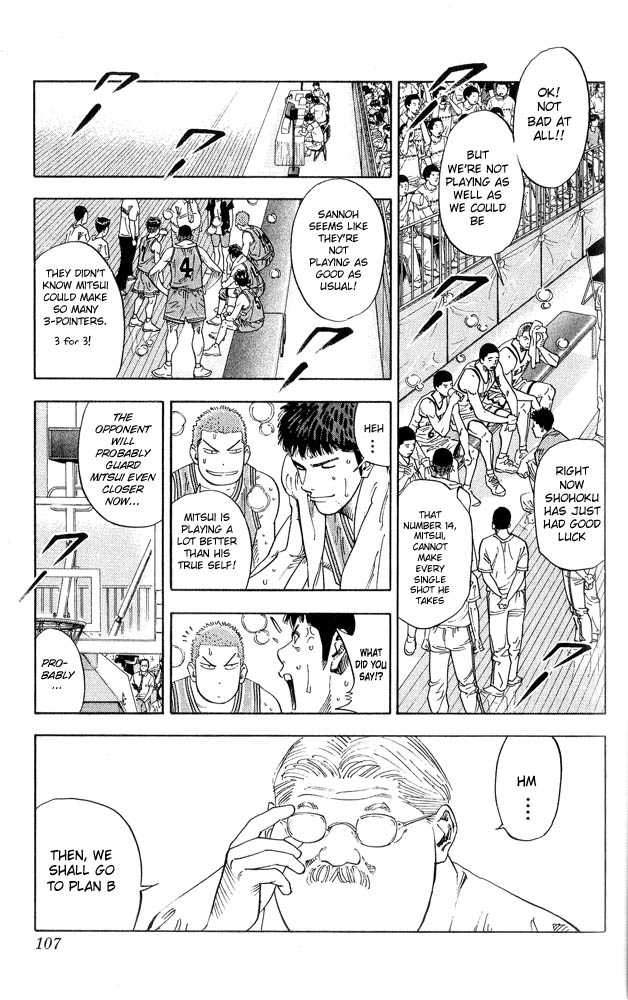 OK!
NOT
BAD AT
ALL!!
BUT
WE'RE NOT
PLAYING AS
WELL AS
WE COULD
BE
RIGHT
NOW
SHOHOKU
HAS JUST
HAD GOOD
LUCK
THAT
NUMBER 14,
MITSUI,
CANNOT
MAKE
EVERY
SINGLE
SHOT HE
TAKES
SANNOH
SEEMS LIKE
THEY'RE
NOT
PLAYING AS
GOOD AS
USUAL!
THEY DIDN'T
KNOW MITSUI
COULD MAKE
SO MANY
3-POINTERS.
3 for 3!
4
HEH
...
MITSUI IS
PLAYING A
LOT BETTER
THAN HIS
TRUE SELF!
WHAT
DID YOU
SAY!?
THE
OPPONENT
WILL
PROBABLY
GUARD
MITSUI EVEN
CLOSER
NOW...
PRO-
BABLY
...
HM
....
THEN, WE
SHALL GO
TO PLAN B
107